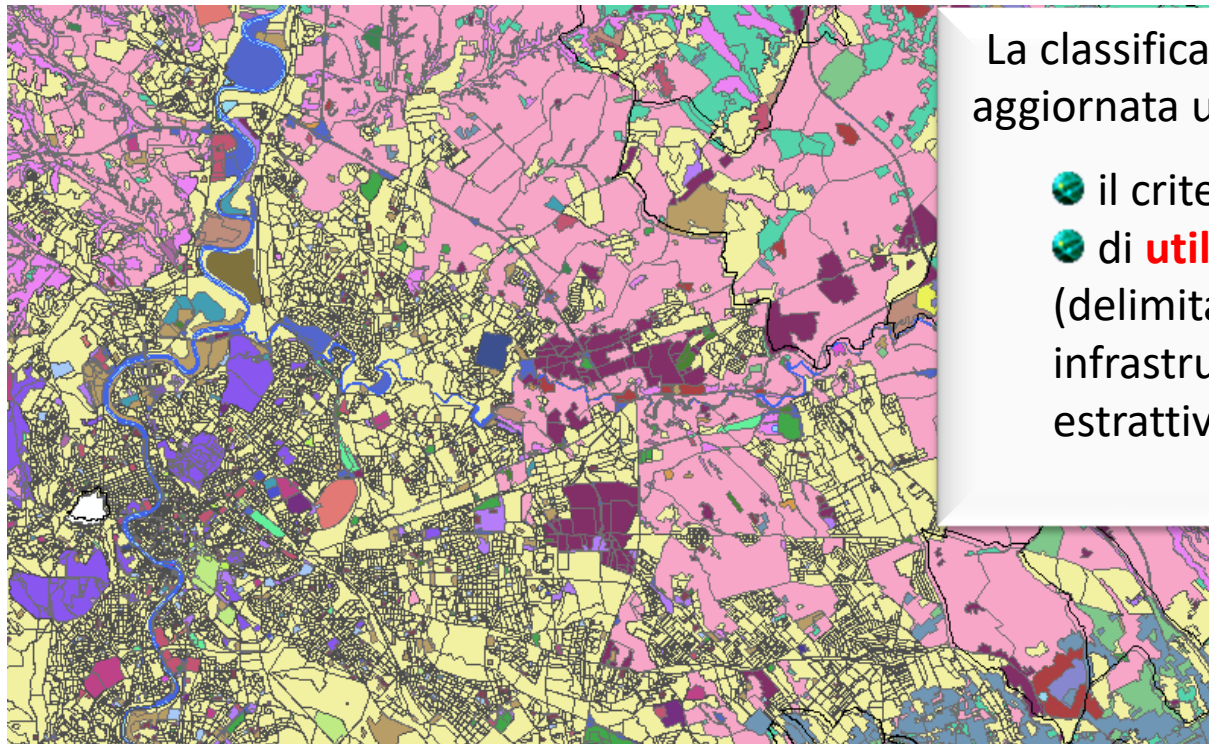 La classifica
aggiornata u
il crite
di util
(delimita
infrastru
estrattiv